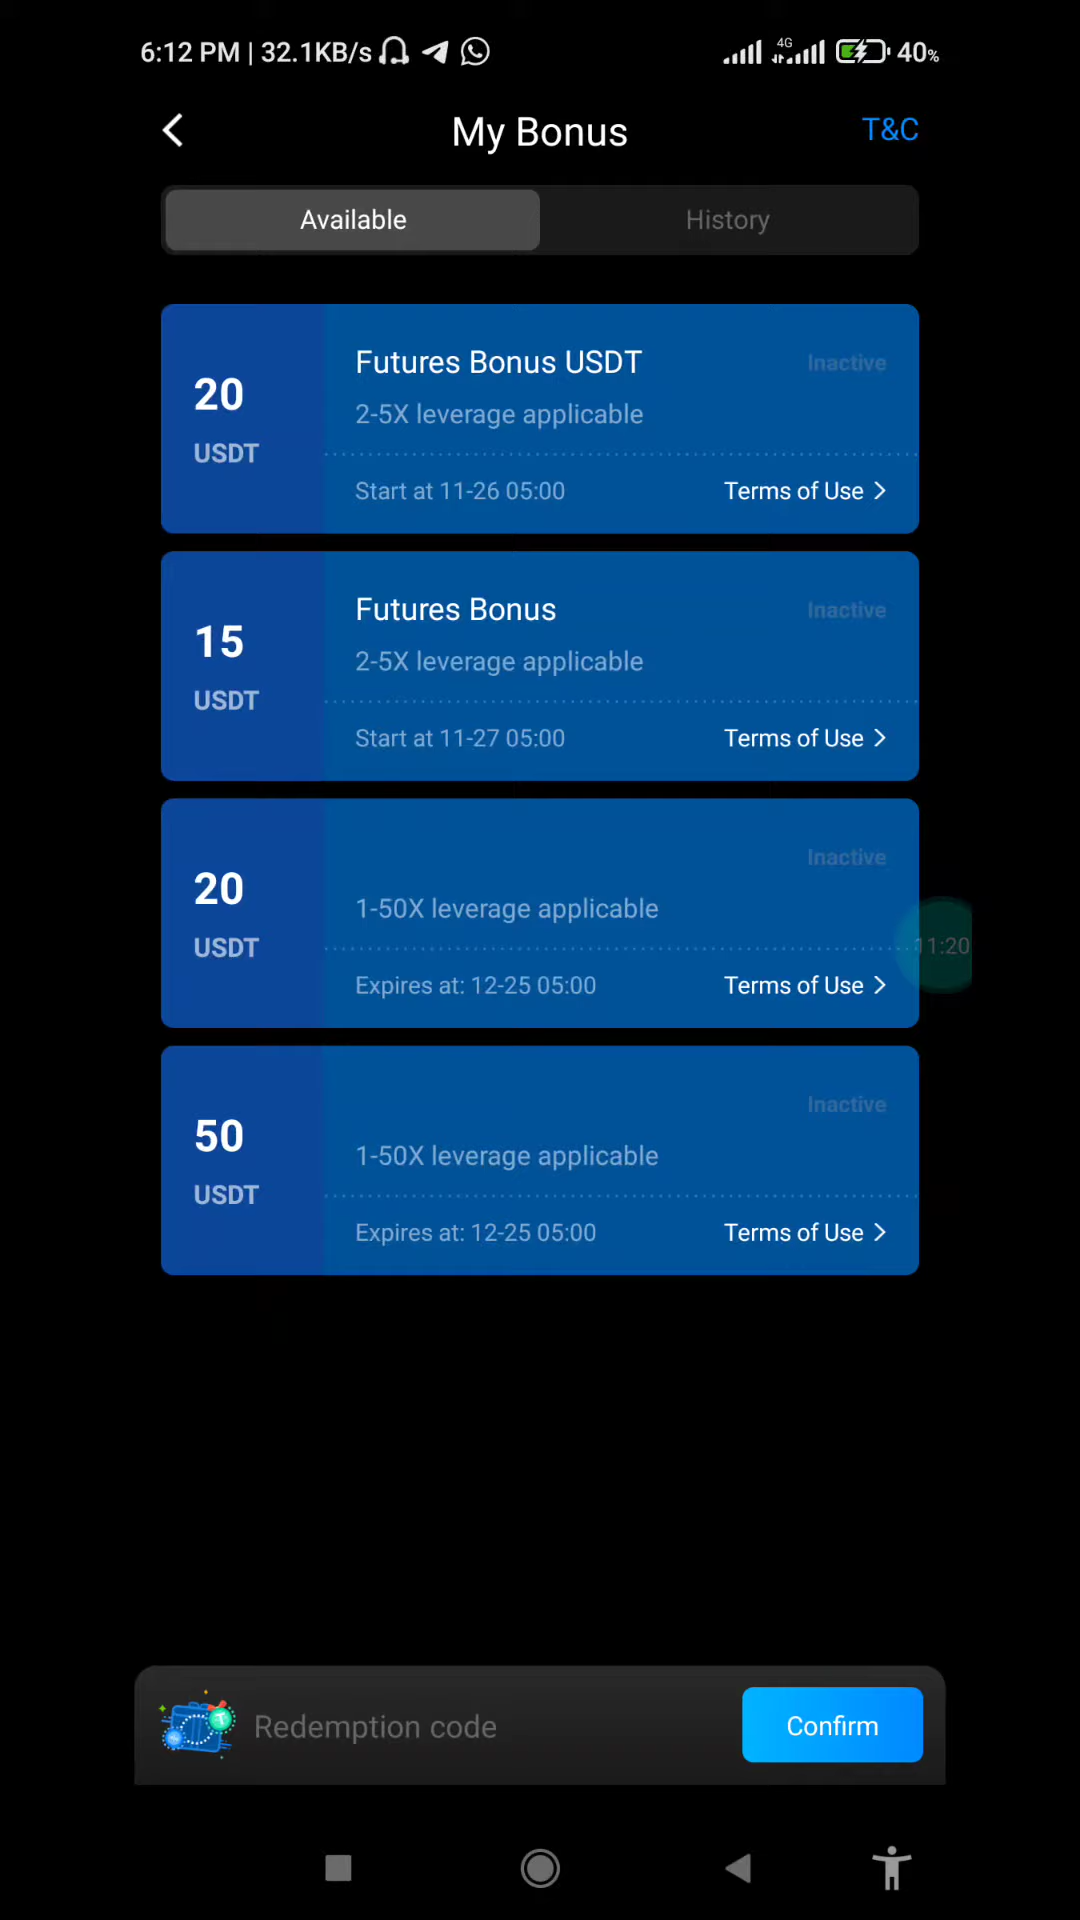 6:12 PM | 32.1KB/s 4G 40%
My Bonus T&C
Available History
20 USDT
Futures Bonus USDT Inactive
2-5X leverage applicable
Start at 11-26 05:00 Terms of Use
15 USDT
Futures Bonus Inactive
2-5X leverage applicable
Start at 11-27 05:00 Terms of Use
20 USDT
Inactive
1-50X leverage applicable
11:20
Expires at: 12-25 05:00 Terms of Use
50 USDT
Inactive
1-50X leverage applicable
Expires at: 12-25 05:00 Terms of Use
Redemption code Confirm